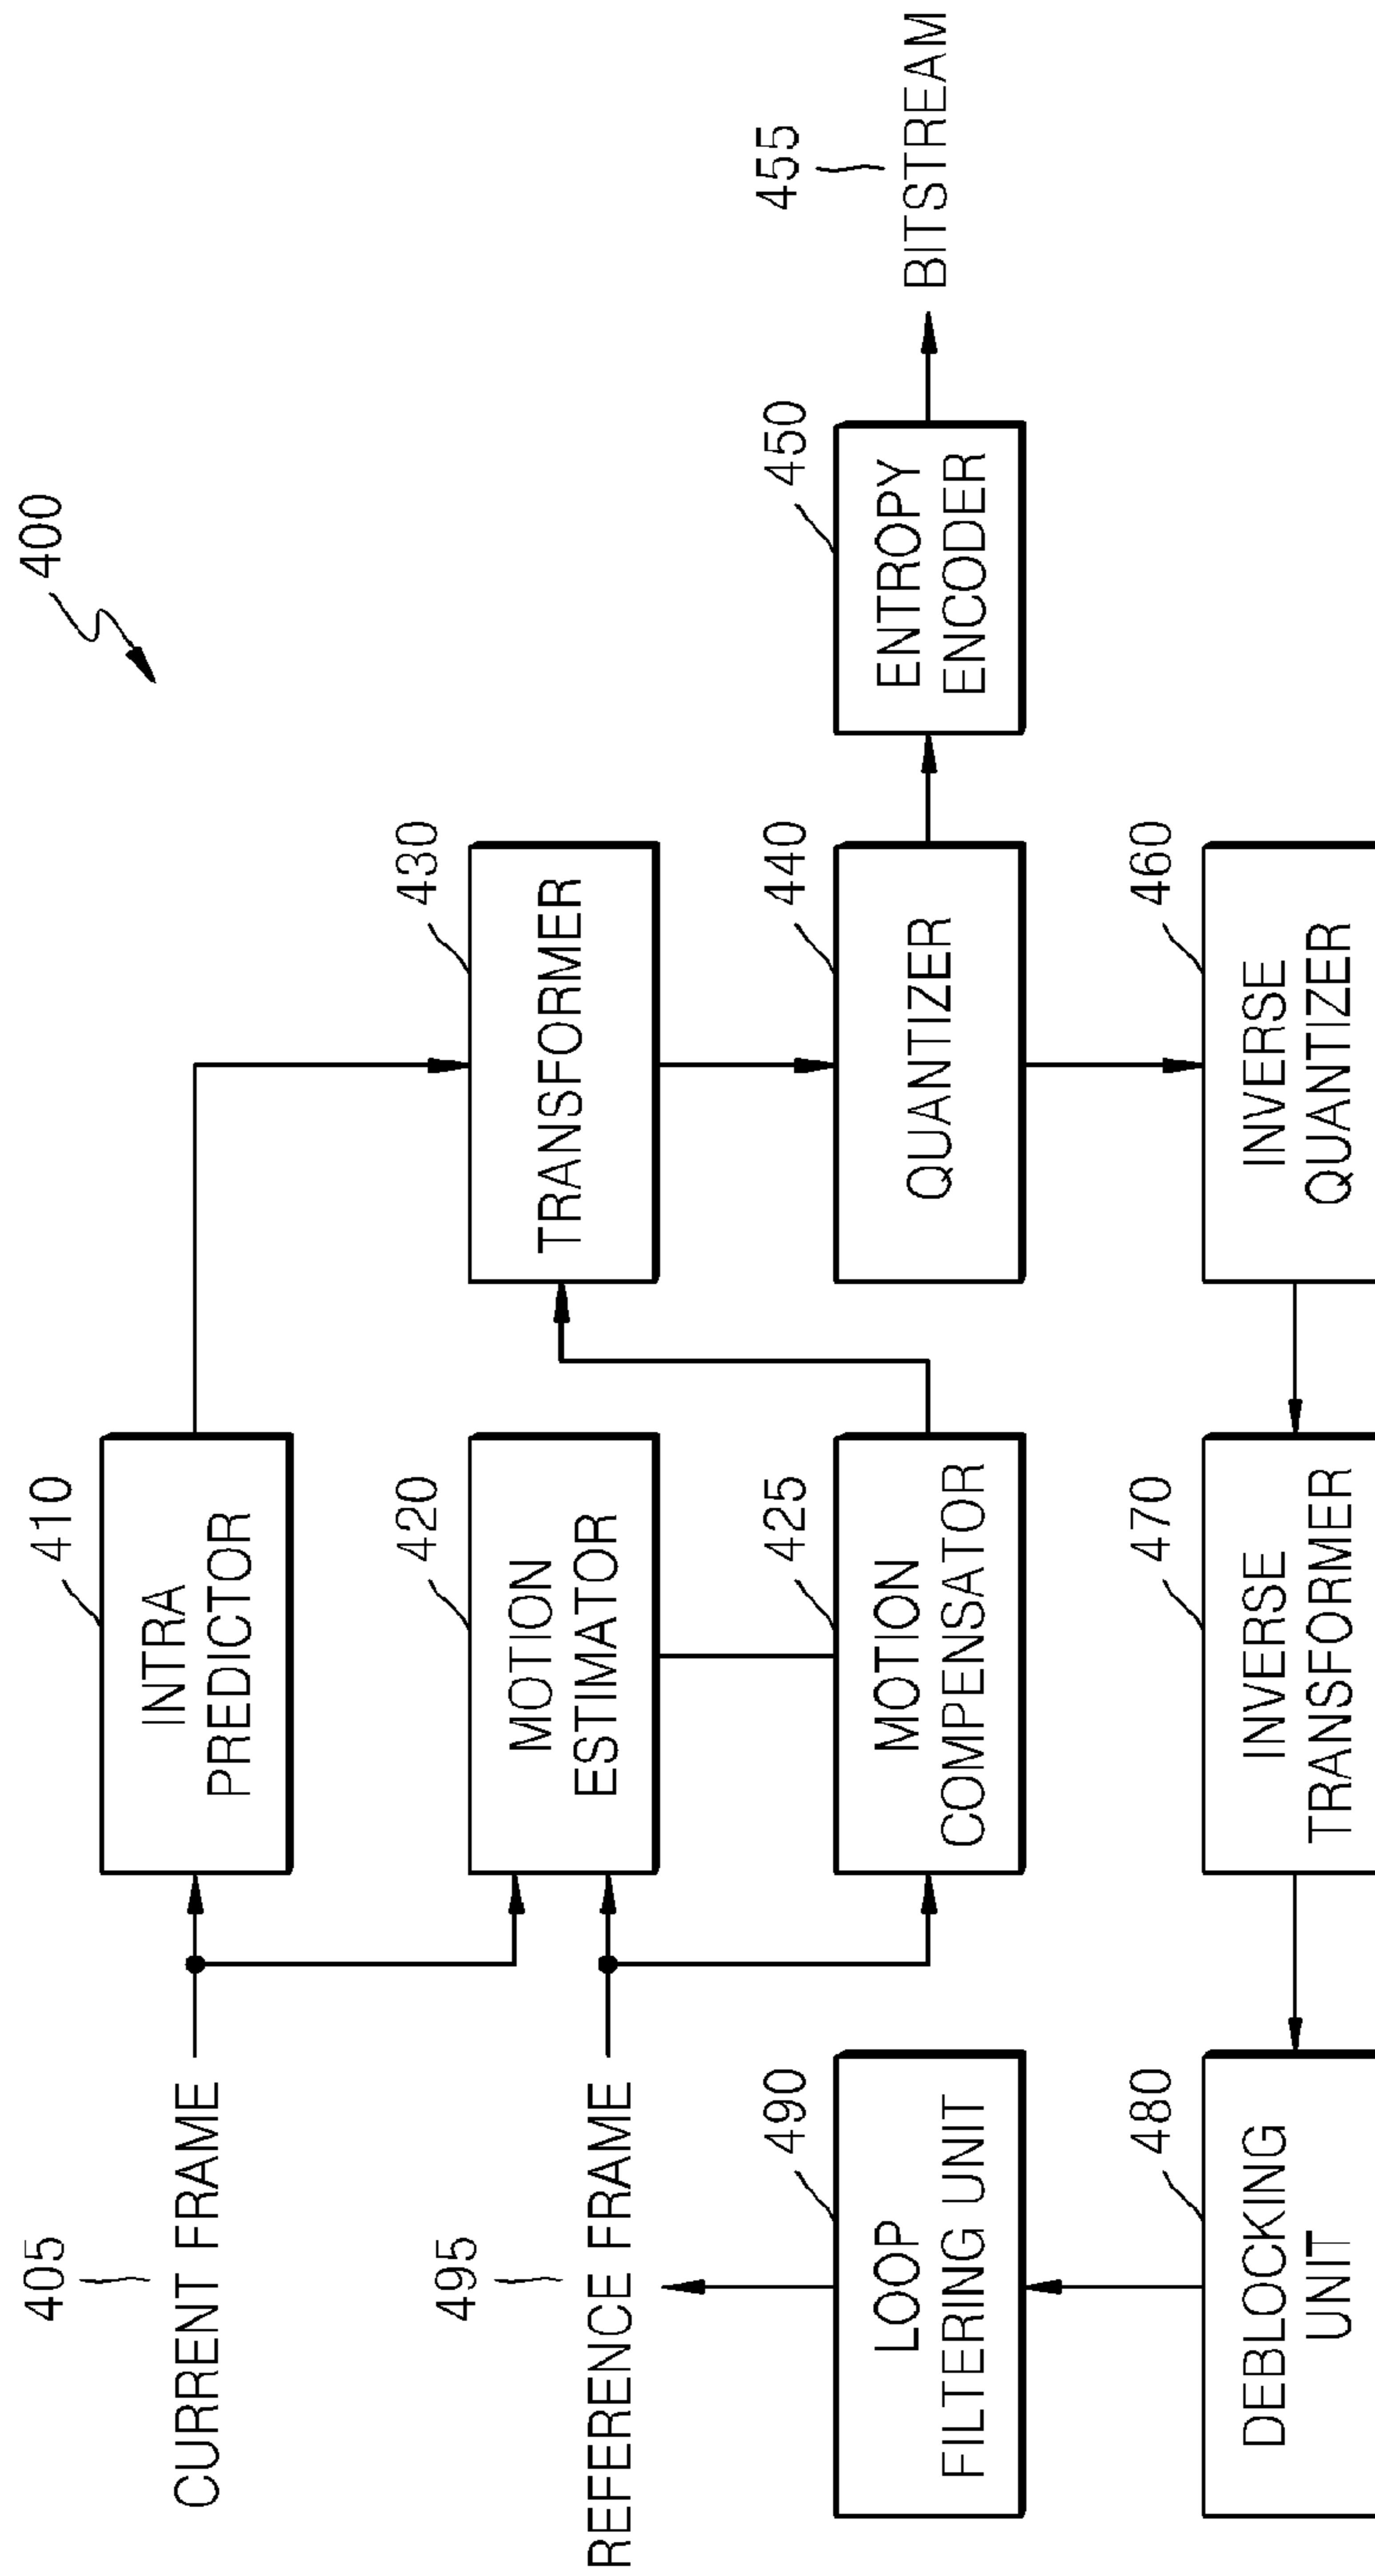 400
405
CURRENT FRAME
410
INTRA
PREDICTOR
495
REFERENCE FRAME
420
MOTION
ESTIMATOR
430
TRANSFORMER
490
LOOP
FILTERING UNIT
425
MOTION
COMPENSATOR
440
QUANTIZER
450
ENTROPY
ENCODER
455
BITSTREAM
480
DEBLOCKING
UNIT
470
INVERSE
TRANSFORMER
460
INVERSE
QUANTIZER